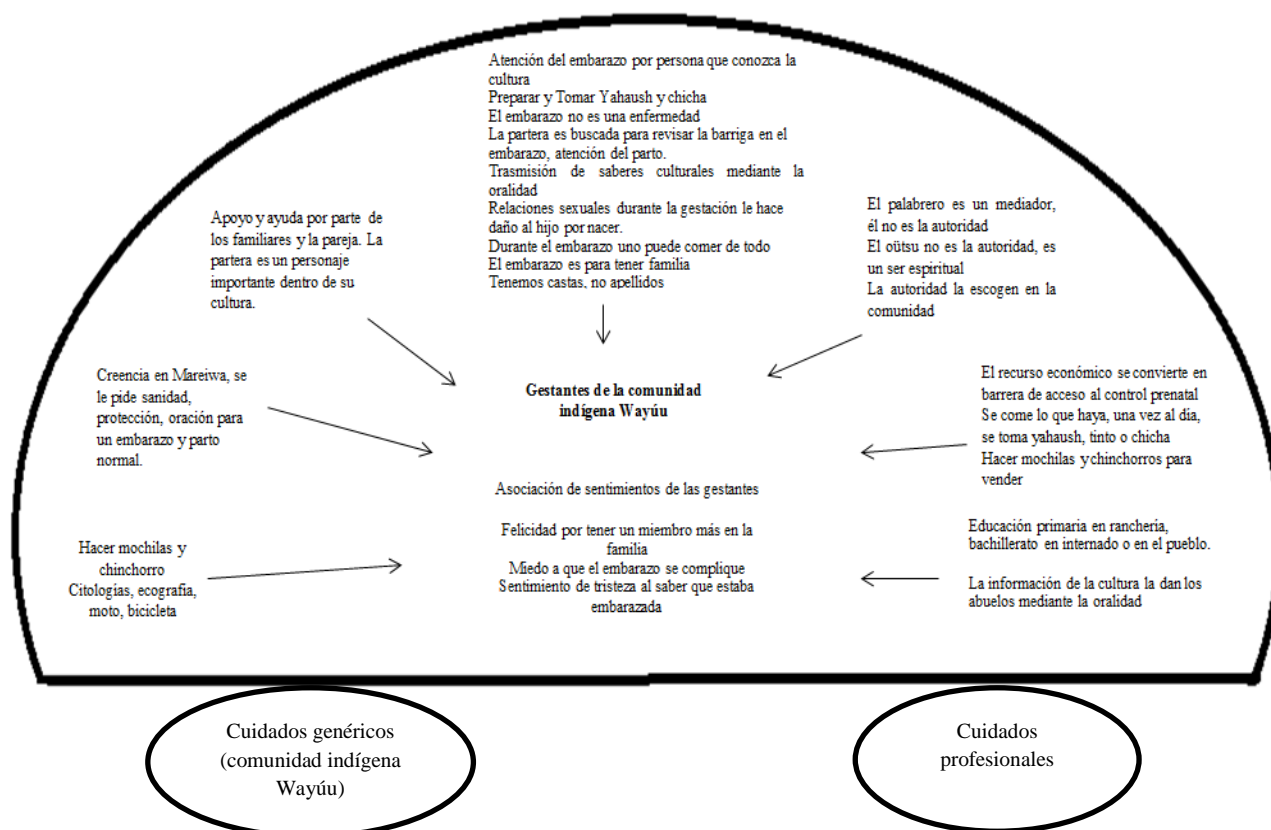 Atención del embarazo por persona que conozca la
cultura
Preparar y Tomar Yahaush y chicha
El embarazo no es una enfermedad
La partera es buscada para revisar la barriga en el
embarazo, atención del parto.
Trasmisión de saberes culturales mediante la
oralidad
Relaciones sexuales durante la gestación le hace
daño al hijo por nacer.
Durante el embarazo uno puede comer de todo
El embarazo es para tener familia
Tenemos castas, no apellidos
Apoyo y ayuda por parte de
los familiares y la pareja. La
partera es un personaje
importante dentro de su
cultura.
El palabrero es un mediador,
él no es la autoridad
El oütsu no es la autoridad, es
un ser espiritual
La autoridad la escogen en la
comunidad
Creencia en Mareiwa, se
le pide sanidad,
protección, oración para
un embarazo y parto
normal.
Gestantes de la comunidad
indígena Wayúu
El recurso económico se convierte en
barrera de acceso al control prenatal
Se come lo que haya, una vez al día,
se toma yahaush, tinto o chicha
Hacer mochilas y chinchorros para
vender
Asociación de sentimientos de las gestantes
Felicidad por tener un miembro más en la
familia
Miedo a que el embarazo se complique
Sentimiento de tristeza al saber que estaba
embarazada
Hacer mochilas y
chinchorro
Citologías, ecografía,
moto, bicicleta
Educación primaria en ranchería,
bachillerato en internado o en el pueblo.
La información de la cultura la dan los
abuelos mediante la oralidad
Cuidados genéricos
(comunidad indígena
Wayúu)
Cuidados
profesionales